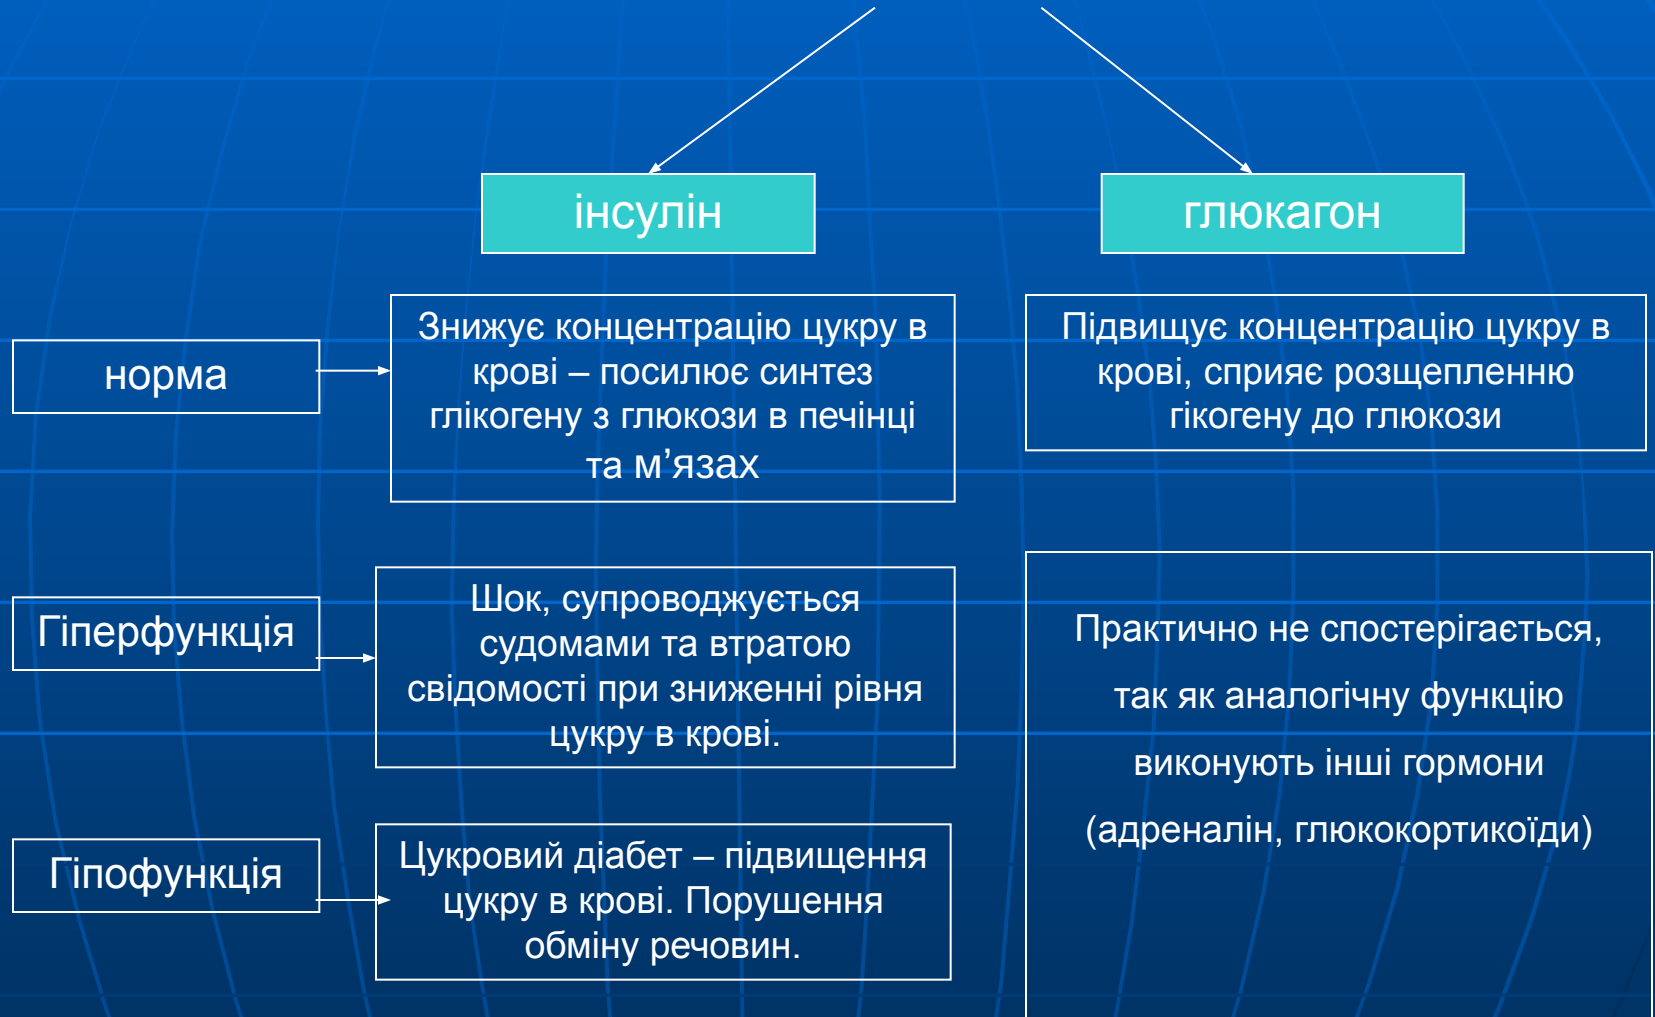 інсулін
глюкагон
норма
Знижує концентрацію цукру в
крові – посилює синтез
глікогену з глюкози в печінці
та м’язах
Підвищує концентрацію цукру в
крові, сприяє розщепленню
гікогену до глюкози
Гіперфункція
Шок, супроводжується
судомами та втратою
свідомості при зниженні рівня
цукру в крові.
Практично не спостерігається,
так як аналогічну функцію
виконують інші гормони
(адреналін, глюкокортикоїди)
Гіпофункція
Цукровий діабет – підвищення
цукру в крові. Порушення
обміну речовин.